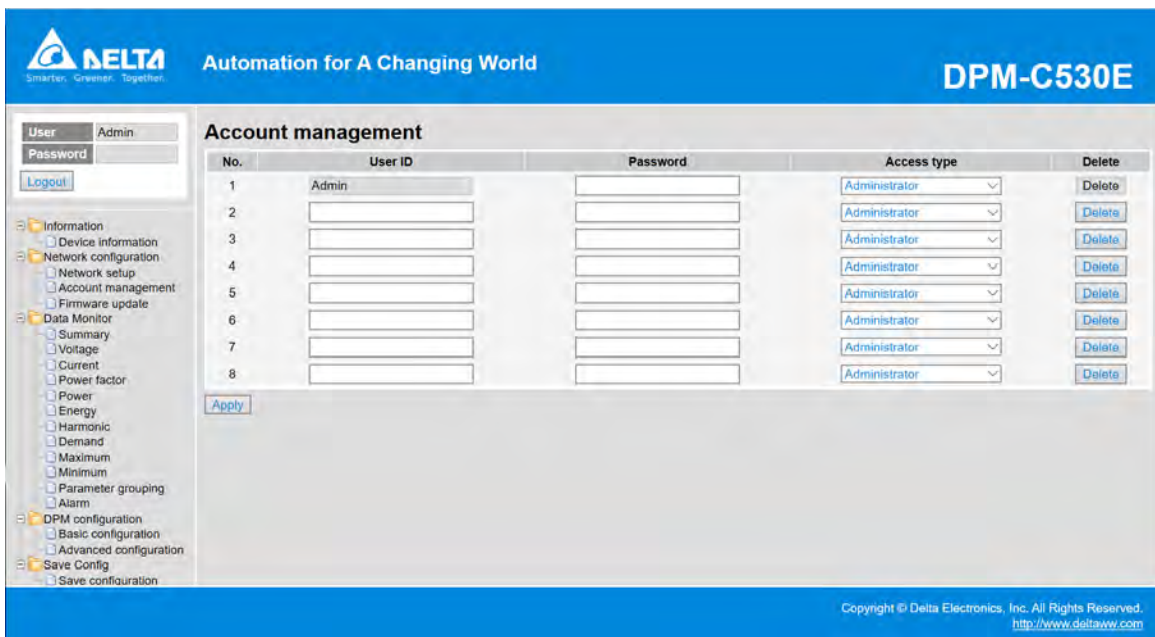 DELTA
Smarter. Greener. Together.
Automation for A Changing World
DPM-C530E
User Admin
Password
Logout
Information
Device information
Network configuration
Network setup
Account management
Firmware update
Data Monitor
Summary
Voltage
Current
Power factor
Power
Energy
Harmonic
Demand
Maximum
Minimum
Parameter grouping
Alarm
DPM configuration
Basic configuration
Advanced configuration
Save Config
Save configuration
Account management
No. User ID Password Access type Delete
1 Admin Administrator Delete
2 Administrator Delete
3 Administrator Delete
4 Administrator Delete
5 Administrator Delete
6 Administrator Delete
7 Administrator Delete
8 Administrator Delete
Apply
Copyright © Delta Electronics, Inc. All Rights Reserved.
http://www.deltaww.com